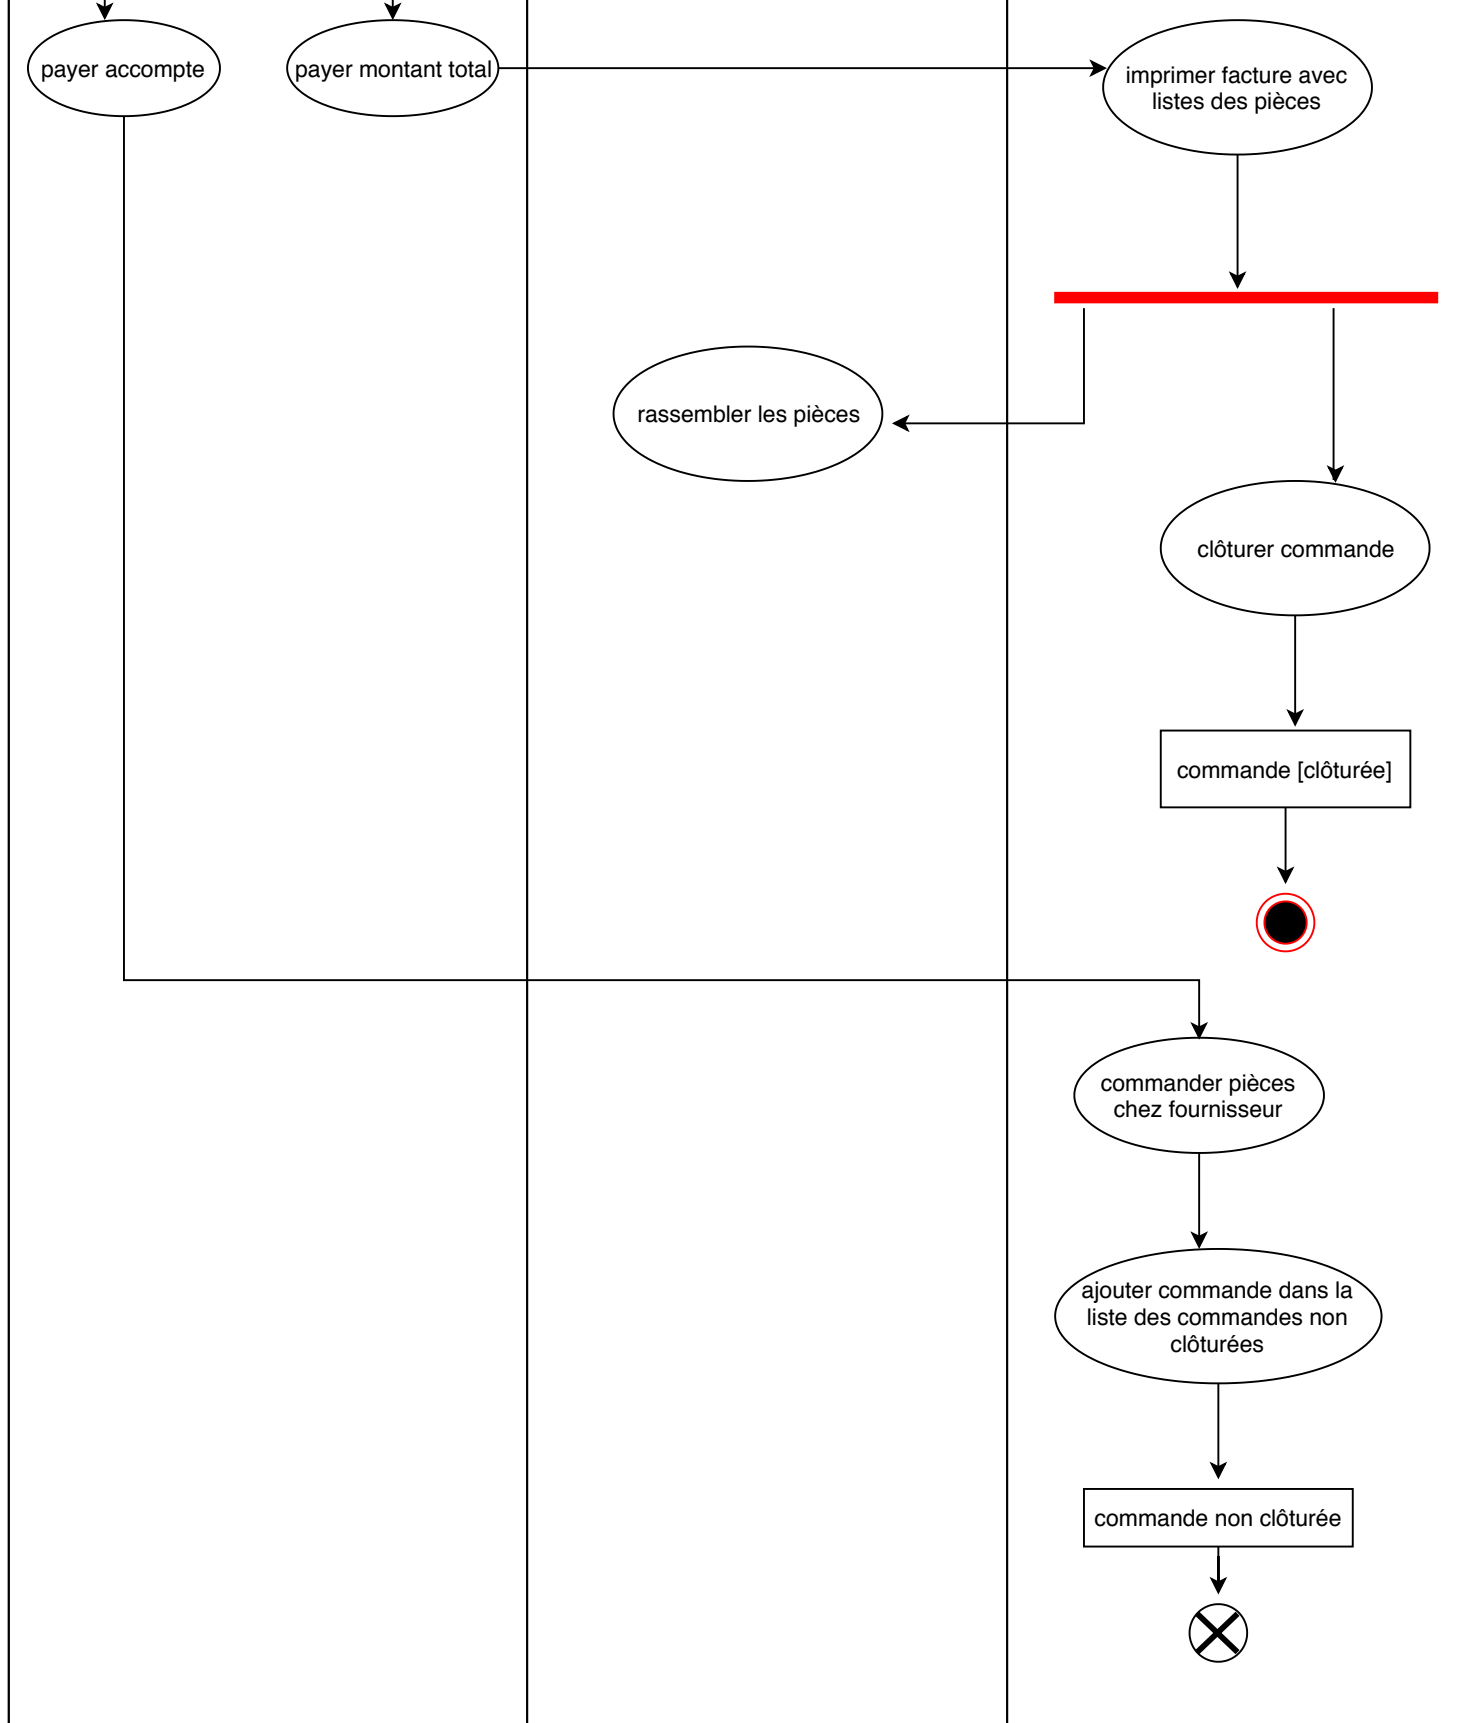 payer accompte
payer montant total
imprimer facture avec
listes des pièces
rassembler les pièces
clôturer commande
commande [clôturée]
commander pièces
chez fournisseur
ajouter commande dans la
liste des commandes non
clôturées
commande non clôturée